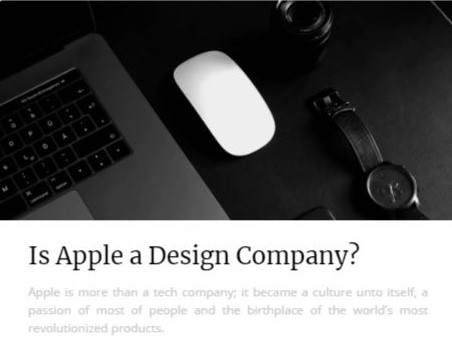 Is Apple a Design Company?
Apple is more than a tech company; it became a culture unto itself, a
passion of most of people and the birthplace of the world's most
revolutionized products.